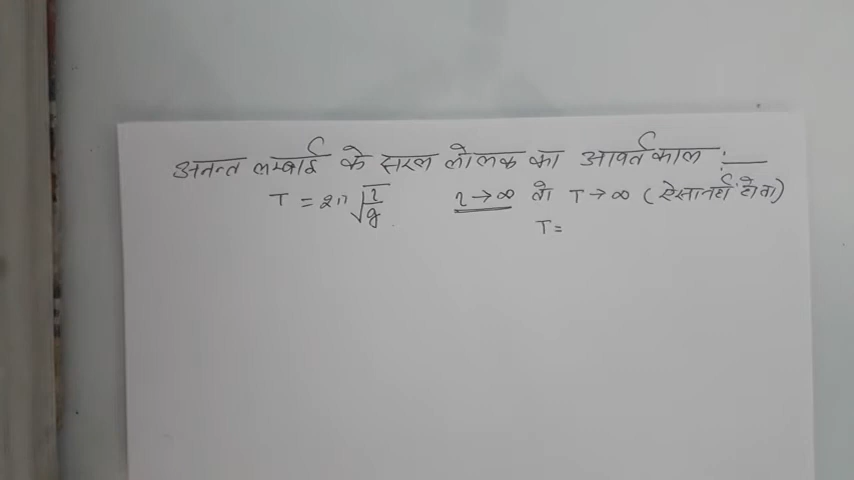 अनन्त लम्बाई के सरल लोलक का आवर्तकाल :—
T = 2π √l/g l→∞ तो T→∞ (ऐसा नहीं होता)
T=